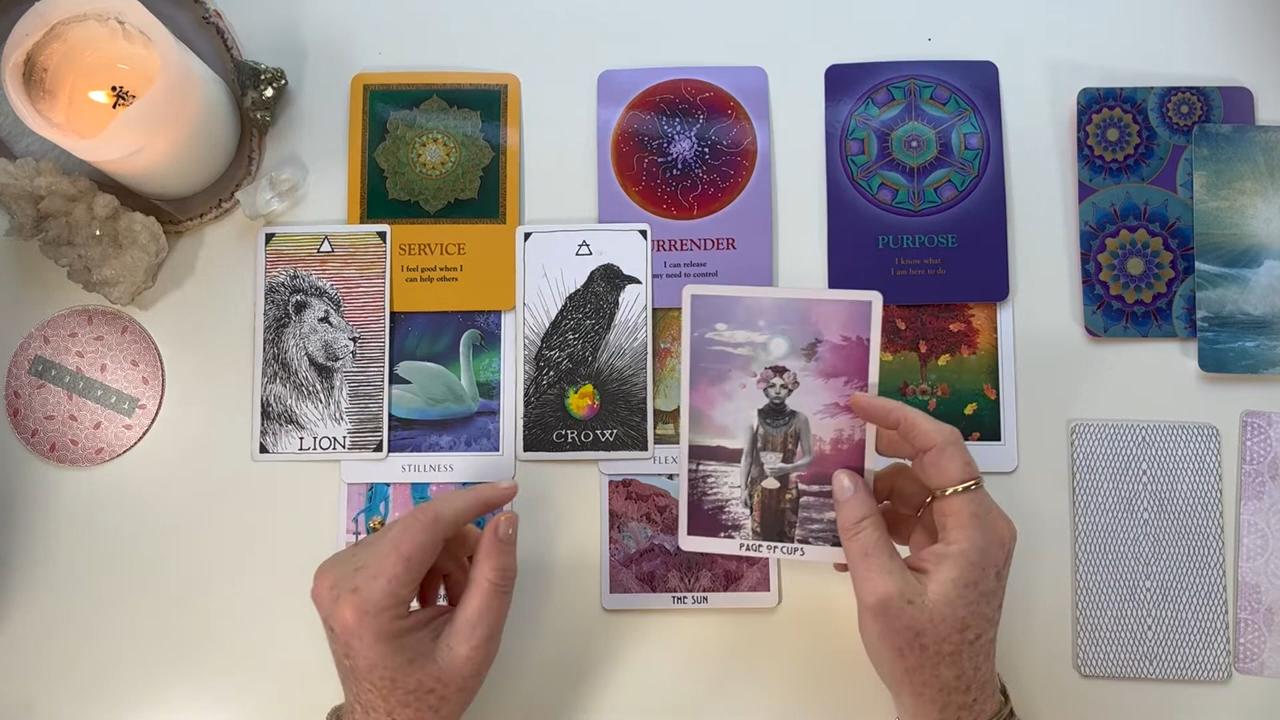 SERVICE
I feel good when I
can help others
URRENDER
I can release
my need to control
PURPOSE
I know what
I am here to do
LION
CROW
STILLNESS
FLEX
PAGE OF CUPS
THE SUN